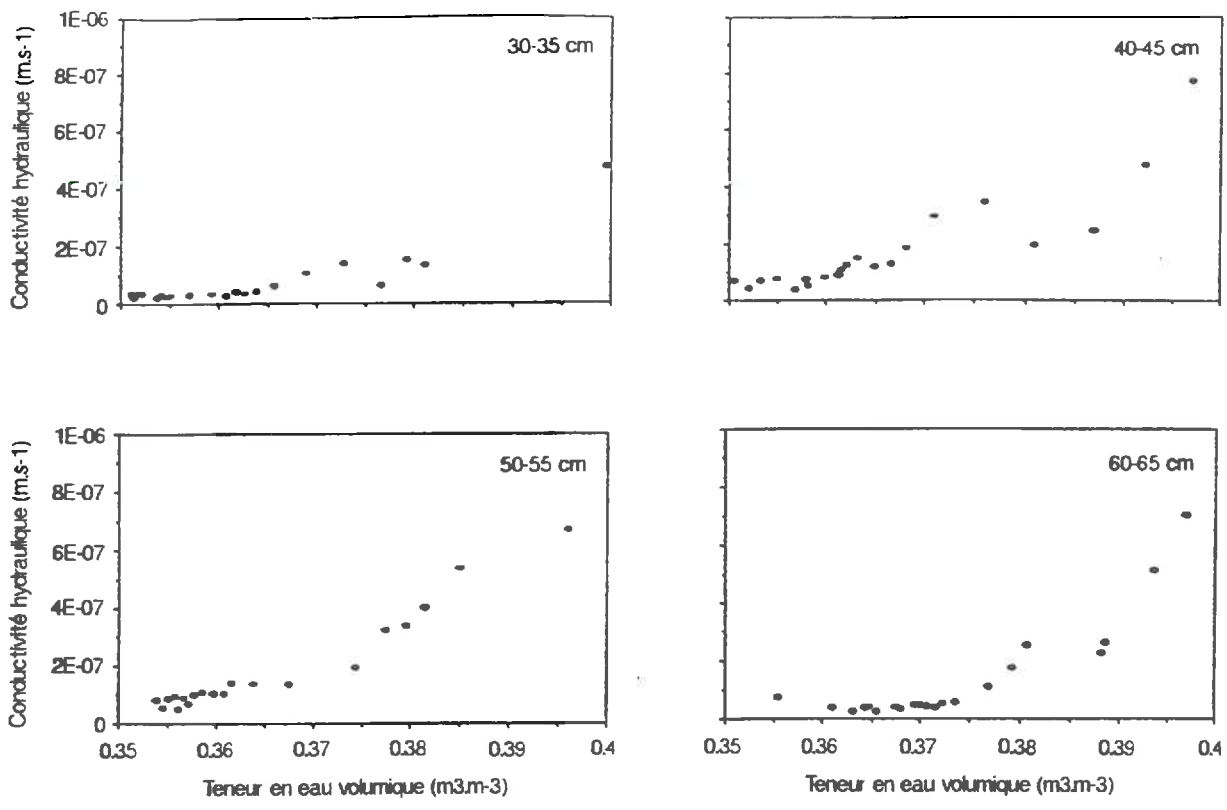 Conductivité hydraulique (m.s-1)
1E-06
8E-07
6E-07
4E-07
2E-07
0
30-35 cm
40-45 cm
Conductivité hydraulique (m.s-1)
1E-06
8E-07
6E-07
4E-07
2E-07
0
50-55 cm
0.35 0.36 0.37 0.38 0.39 0.4
Teneur en eau volumique (m3.m-3)
60-65 cm
0.35 0.36 0.37 0.38 0.39 0.4
Teneur en eau volumique (m3.m-3)